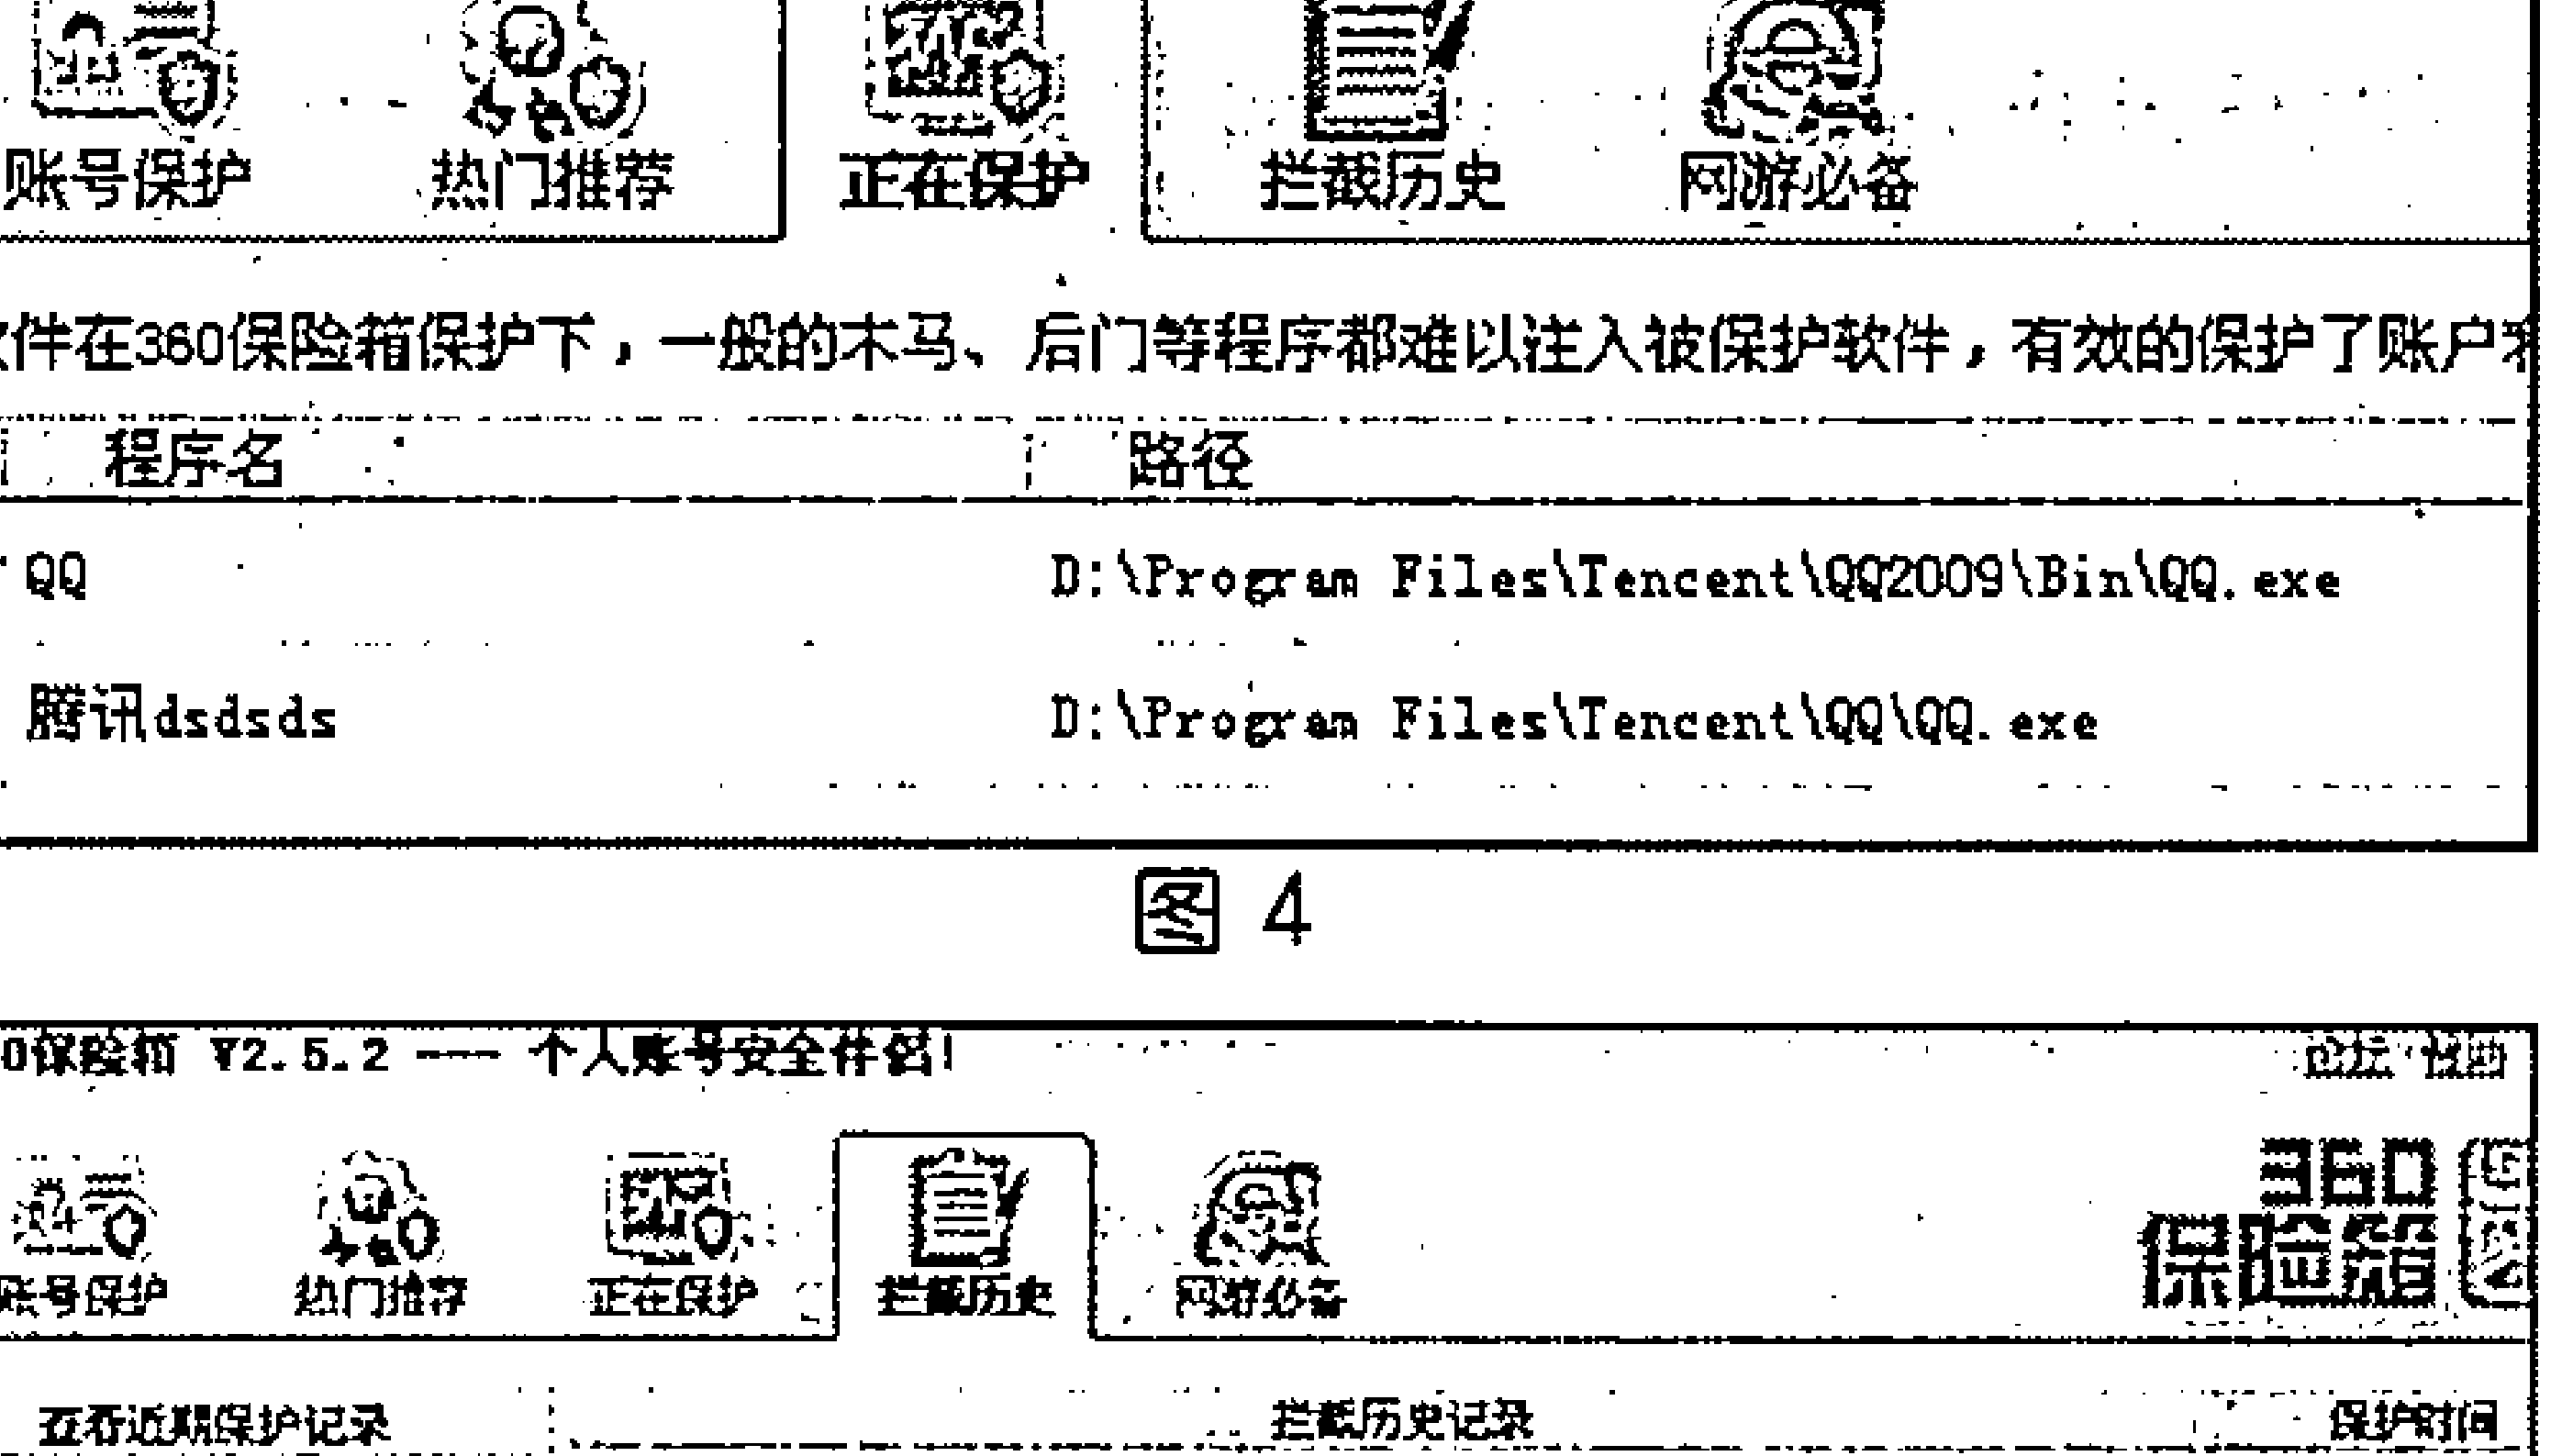 账号保护 热门推荐 正在保护 拦截历史 网游必备
件在360保险箱保护下，一般的木马、后门等程序都难以注入被保护软件，有效的保护了账户
程序名 路径
QQ D:\Program Files\Tencent\QQ2009\Bin\QQ.exe
腾讯dsdsds D:\Program Files\Tencent\QQ\QQ.exe
图 4
0保险箱 V2.5.2 --- 个人账号安全伴侣!
360
保险箱
账号保护 热门推荐 正在保护 拦截历史 网游必备
查看近期保护记录 拦截历史记录 保护时间